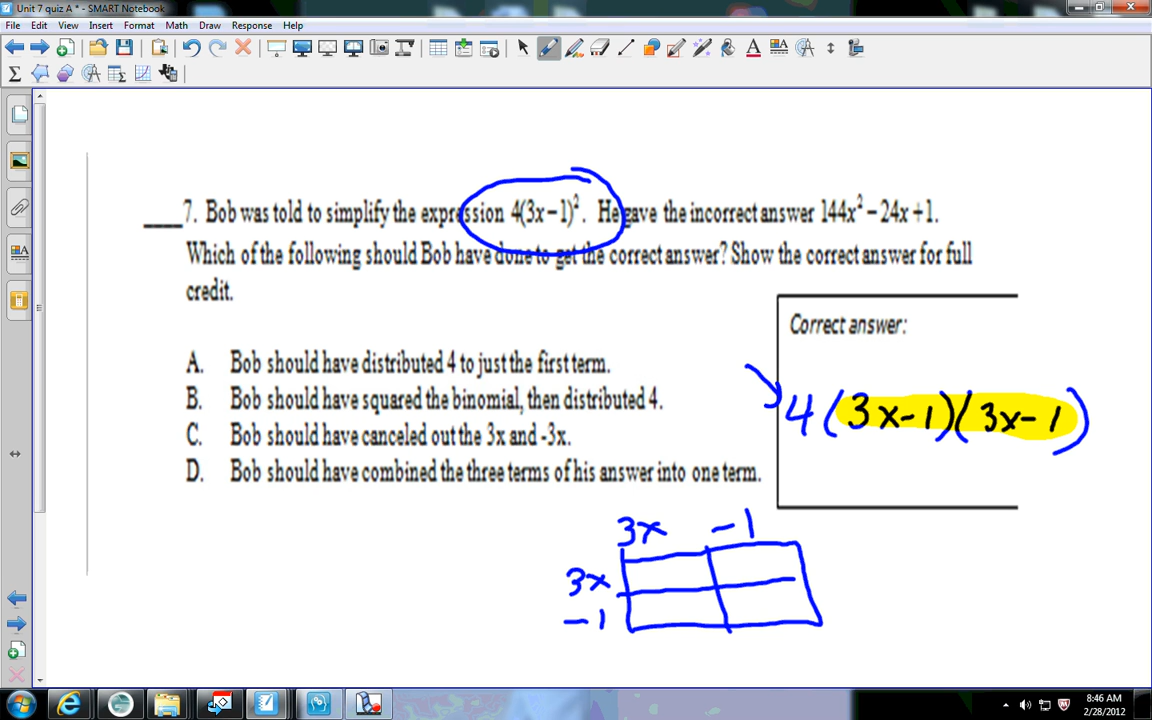 Unit 7 quiz A * - SMART Notebook
File Edit View Insert Format Math Draw Response Help
____7. Bob was told to simplify the expression 4(3x−1)². He gave the incorrect answer 144x² − 24x + 1.
Which of the following should Bob have done to get the correct answer? Show the correct answer for full
credit.
Correct answer:
A. Bob should have distributed 4 to just the first term.
B. Bob should have squared the binomial, then distributed 4.
C. Bob should have canceled out the 3x and -3x.
D. Bob should have combined the three terms of his answer into one term.
4(3x-1)(3x-1)
3x -1
3x
-1
8:46 AM
2/28/2012